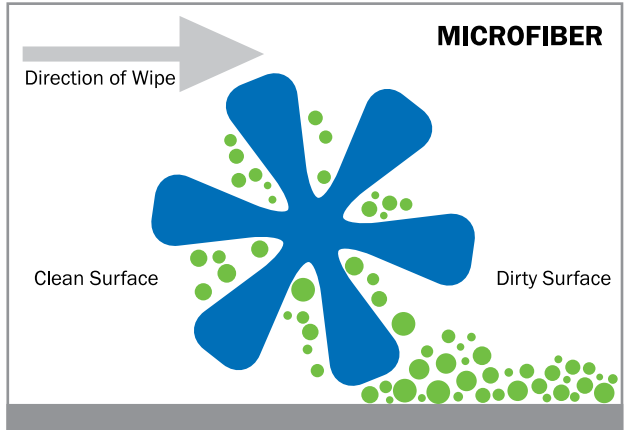 MICROFIBER
Direction of Wipe
Clean Surface
Dirty Surface